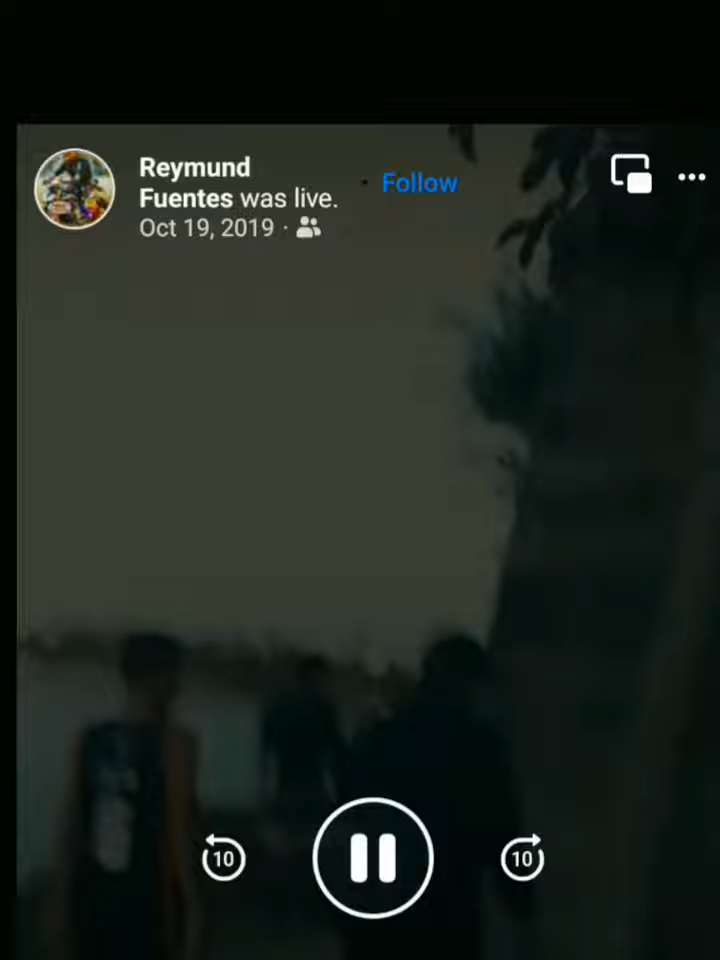 Reymund
Fuentes was live. · Follow
Oct 19, 2019 ·
10 10